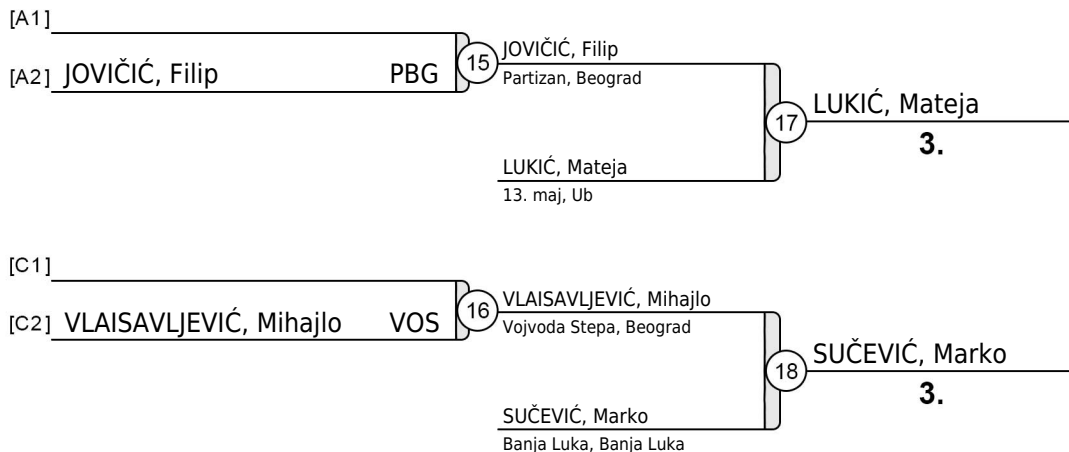 [A1]
[A2] JOVIČIĆ, Filip PBG
15
JOVIČIĆ, Filip
Partizan, Beograd
17
LUKIĆ, Mateja
3.
LUKIĆ, Mateja
13. maj, Ub
[C1]
[C2] VLAISAVLJEVIĆ, Mihajlo VOS
16
VLAISAVLJEVIĆ, Mihajlo
Vojvoda Stepa, Beograd
18
SUČEVIĆ, Marko
3.
SUČEVIĆ, Marko
Banja Luka, Banja Luka